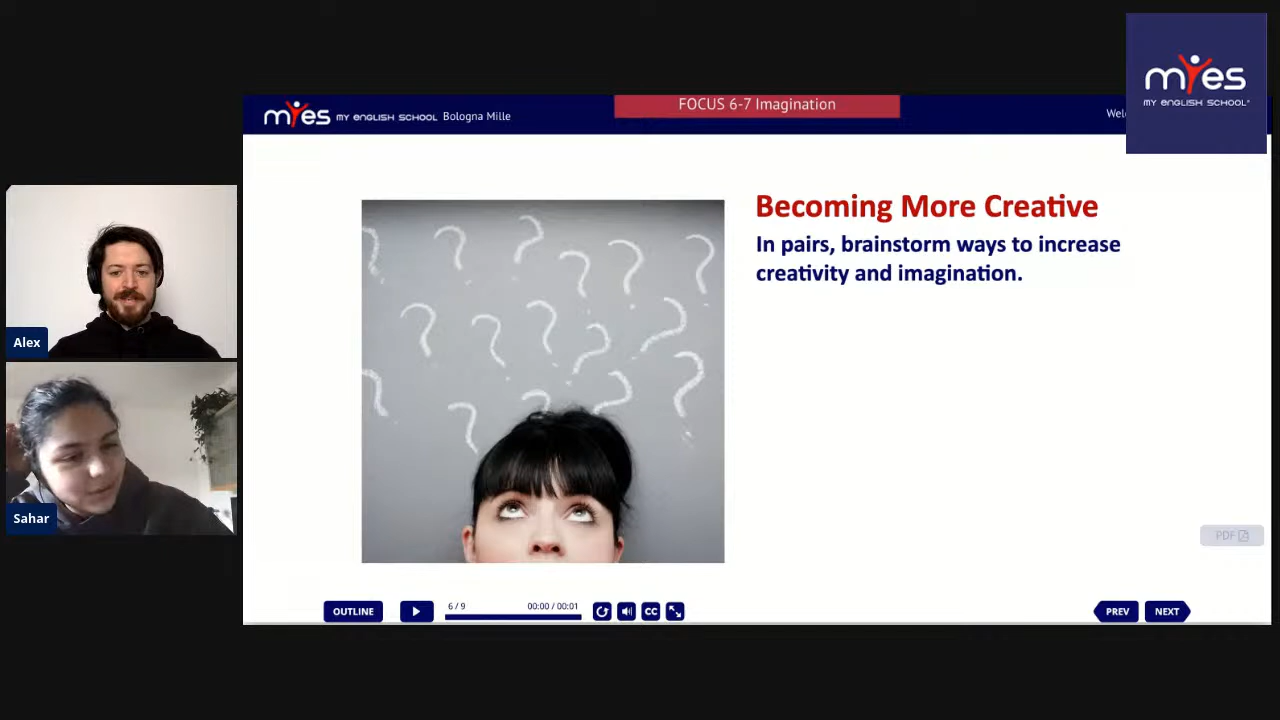 myes
MY ENGLISH SCHOOL®
myes MY ENGLISH SCHOOL Bologna Mille
FOCUS 6-7 Imagination
Wel
Becoming More Creative
In pairs, brainstorm ways to increase
creativity and imagination.
Alex
Sahar
PDF
OUTLINE
6 / 9
00:00 / 00:01
CC
PREV
NEXT